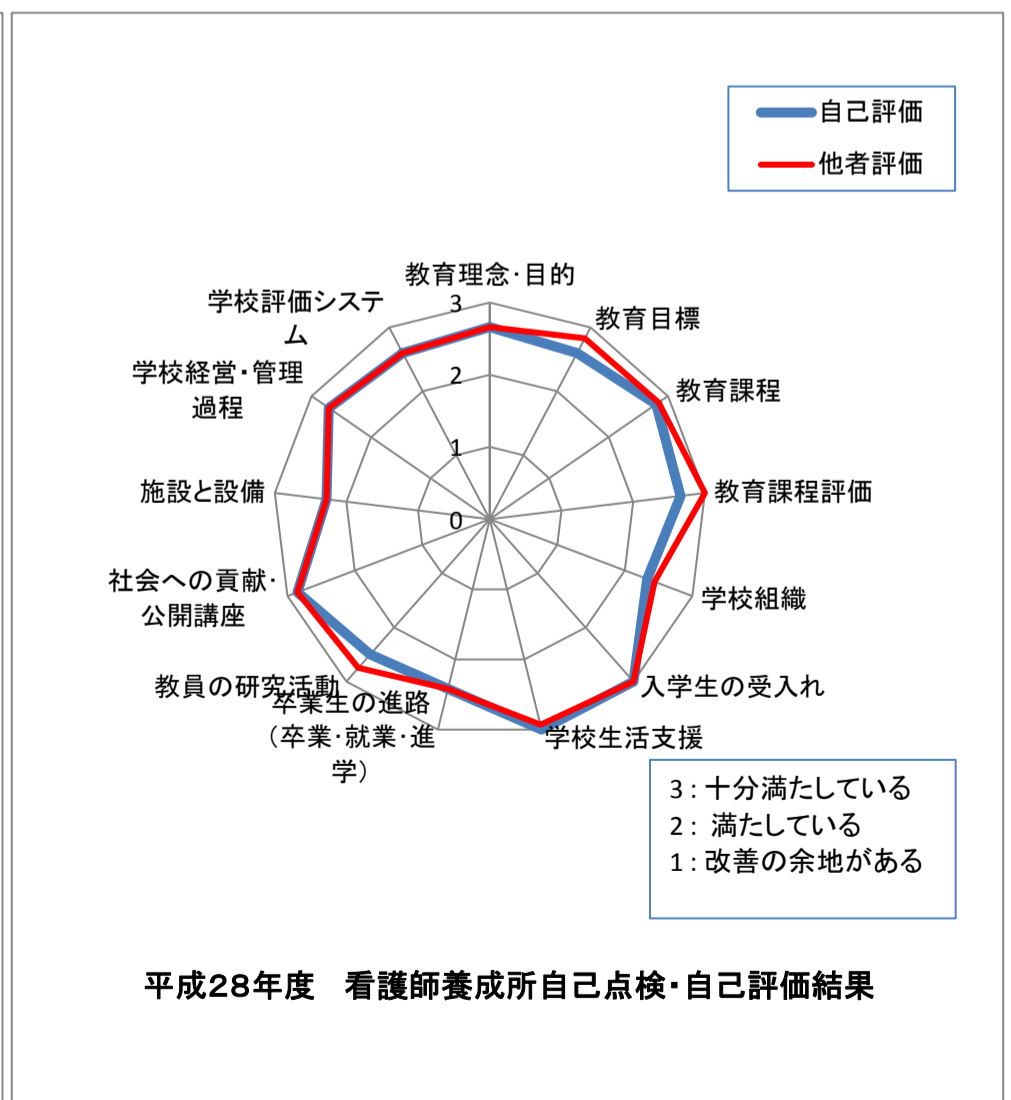 自己評価
他者評価
教育理念･目的
教育目標
教育課程
教育課程評価
学校組織
入学生の受入れ
学校生活支援
卒業生の進路
（卒業･就業･進
学）
教員の研究活動
社会への貢献･
公開講座
施設と設備
学校経営・管理
過程
学校評価システ
ム
3
2
1
0
3 : 十分満たしている
2 : 満たしている
1 : 改善の余地がある
平成28年度　看護師養成所自己点検・自己評価結果